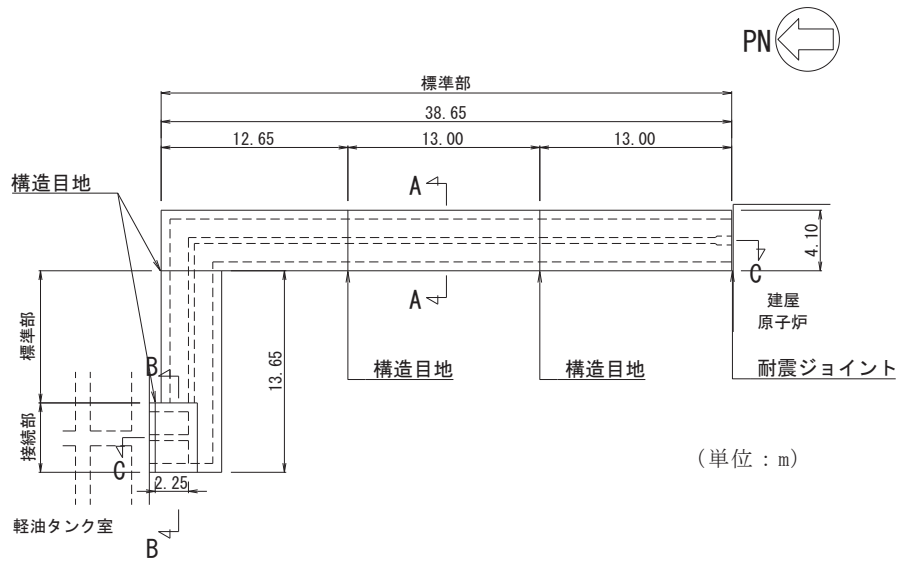 PN
標準部
38.65
12.65
13.00
13.00
構造目地
A
4.10
C
A
建屋
原子炉
標準部
B
13.65
構造目地
構造目地
耐震ジョイント
接続部
C
2.25
(単位:m)
軽油タンク室
B